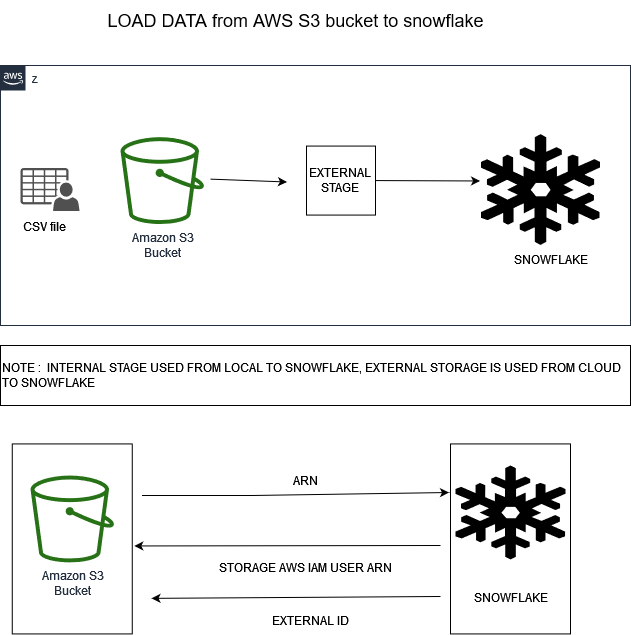 LOAD DATA from AWS S3 bucket to snowflake
aws
z
EXTERNAL
STAGE
CSV file
Amazon S3
Bucket
SNOWFLAKE
NOTE : INTERNAL STAGE USED FROM LOCAL TO SNOWFLAKE, EXTERNAL STORAGE IS USED FROM CLOUD
TO SNOWFLAKE
ARN
STORAGE AWS IAM USER ARN
Amazon S3
Bucket
SNOWFLAKE
EXTERNAL ID